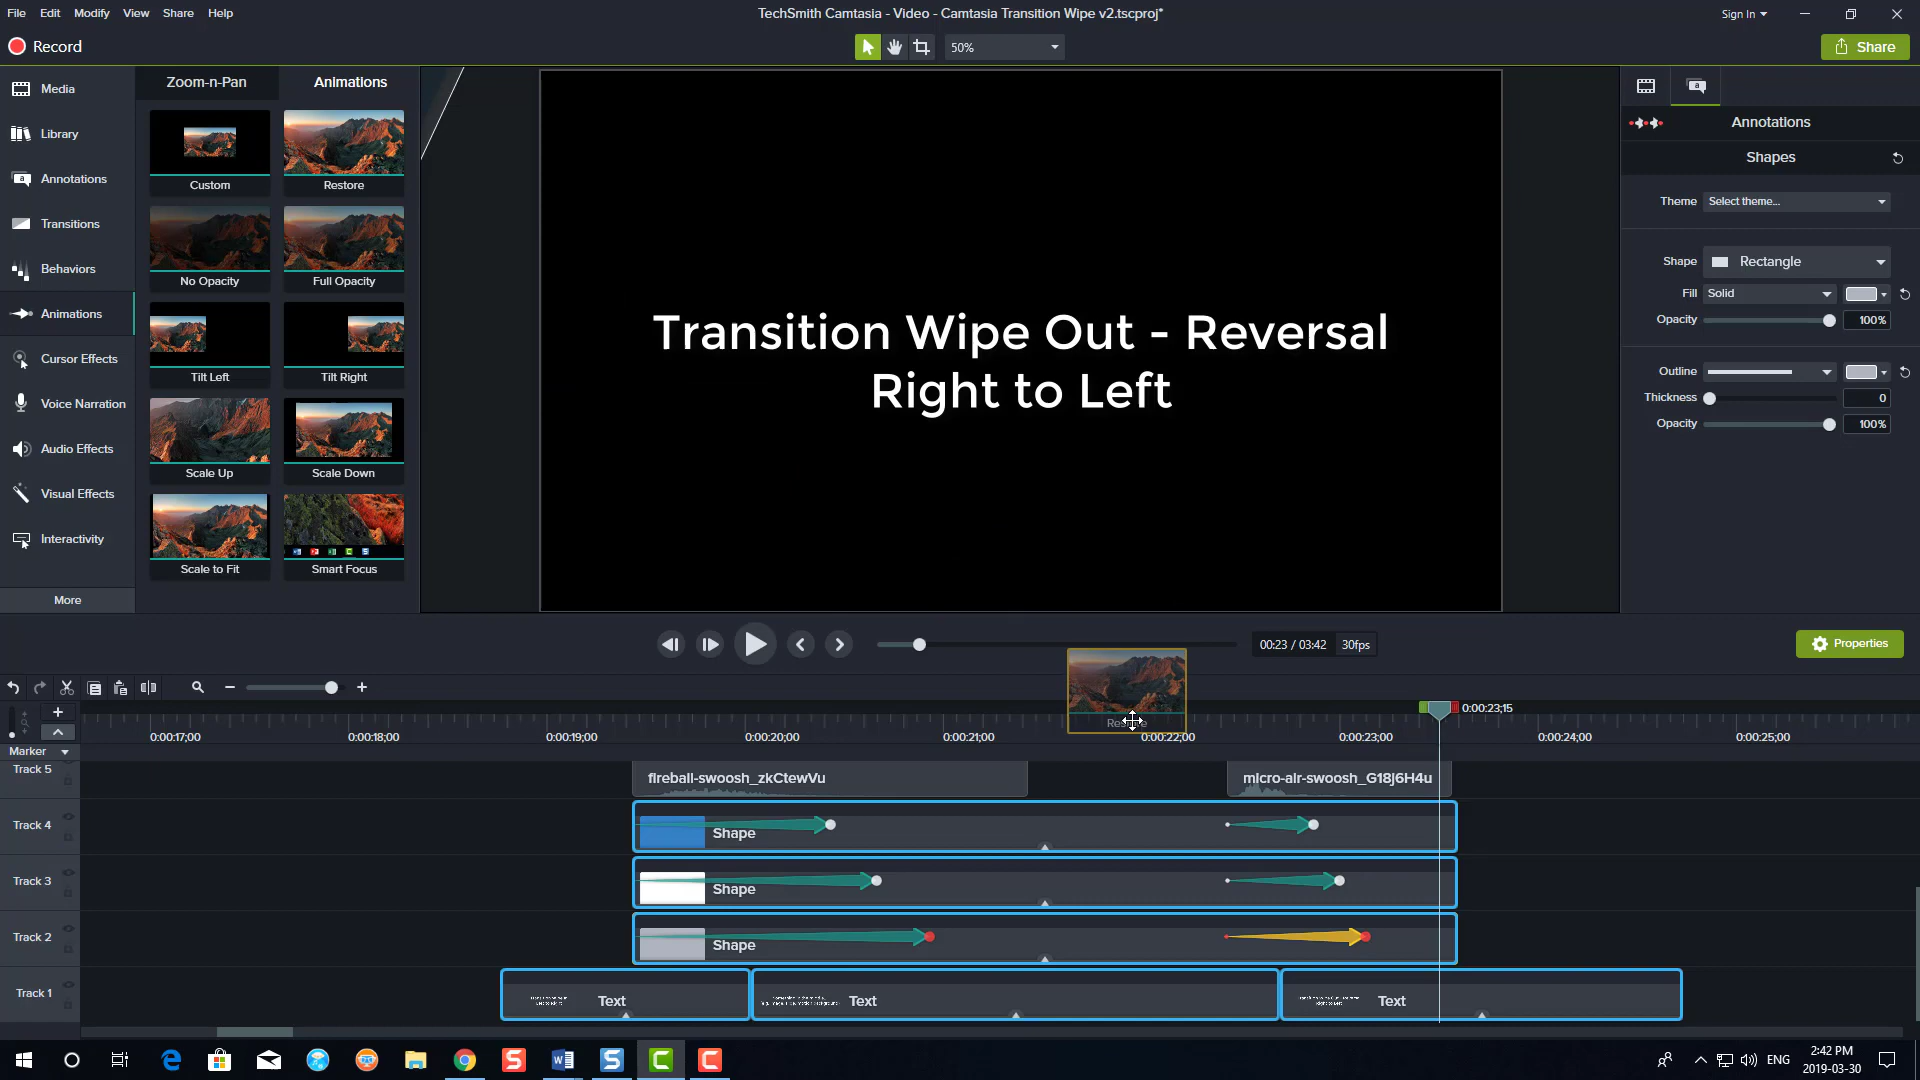 File Edit Modify View Share Help
TechSmith Camtasia - Video - Camtasia Transition Wipe v2.tscproj*
Sign In
Record
50%
Share
Media
Library
Annotations
Transitions
Behaviors
Animations
Cursor Effects
Voice Narration
Audio Effects
Visual Effects
Interactivity
More
Zoom-n-Pan Animations
Custom Restore
No Opacity Full Opacity
Tilt Left Tilt Right
Scale Up Scale Down
Scale to Fit Smart Focus
Transition Wipe Out - Reversal
Right to Left
Annotations
Shapes
Theme Select theme...
Shape Rectangle
Fill Solid
Opacity 100%
Outline
Thickness 0
Opacity 100%
00:23 / 03:42 30fps
Properties
Restore
0:00:23;15
0:00:17;00 0:00:18;00 0:00:19;00 0:00:20;00 0:00:21;00 0:00:22;00 0:00:23;00 0:00:24;00 0:00:25;00
Marker
Track 5 fireball-swoosh_zkCtewVu micro-air-swoosh_G18j6H4u
Track 4 Shape
Track 3 Shape
Track 2 Shape
Track 1 Text Text Text
ENG
2:42 PM
2019-03-30